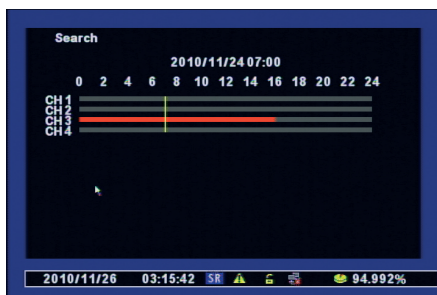 Search
2010/11/24 07:00
0 2 4 6 8 10 12 14 16 18 20 22 24
CH 1
CH 2
CH 3
CH 4
2010/11/26 03:15:42 SR 94.992%